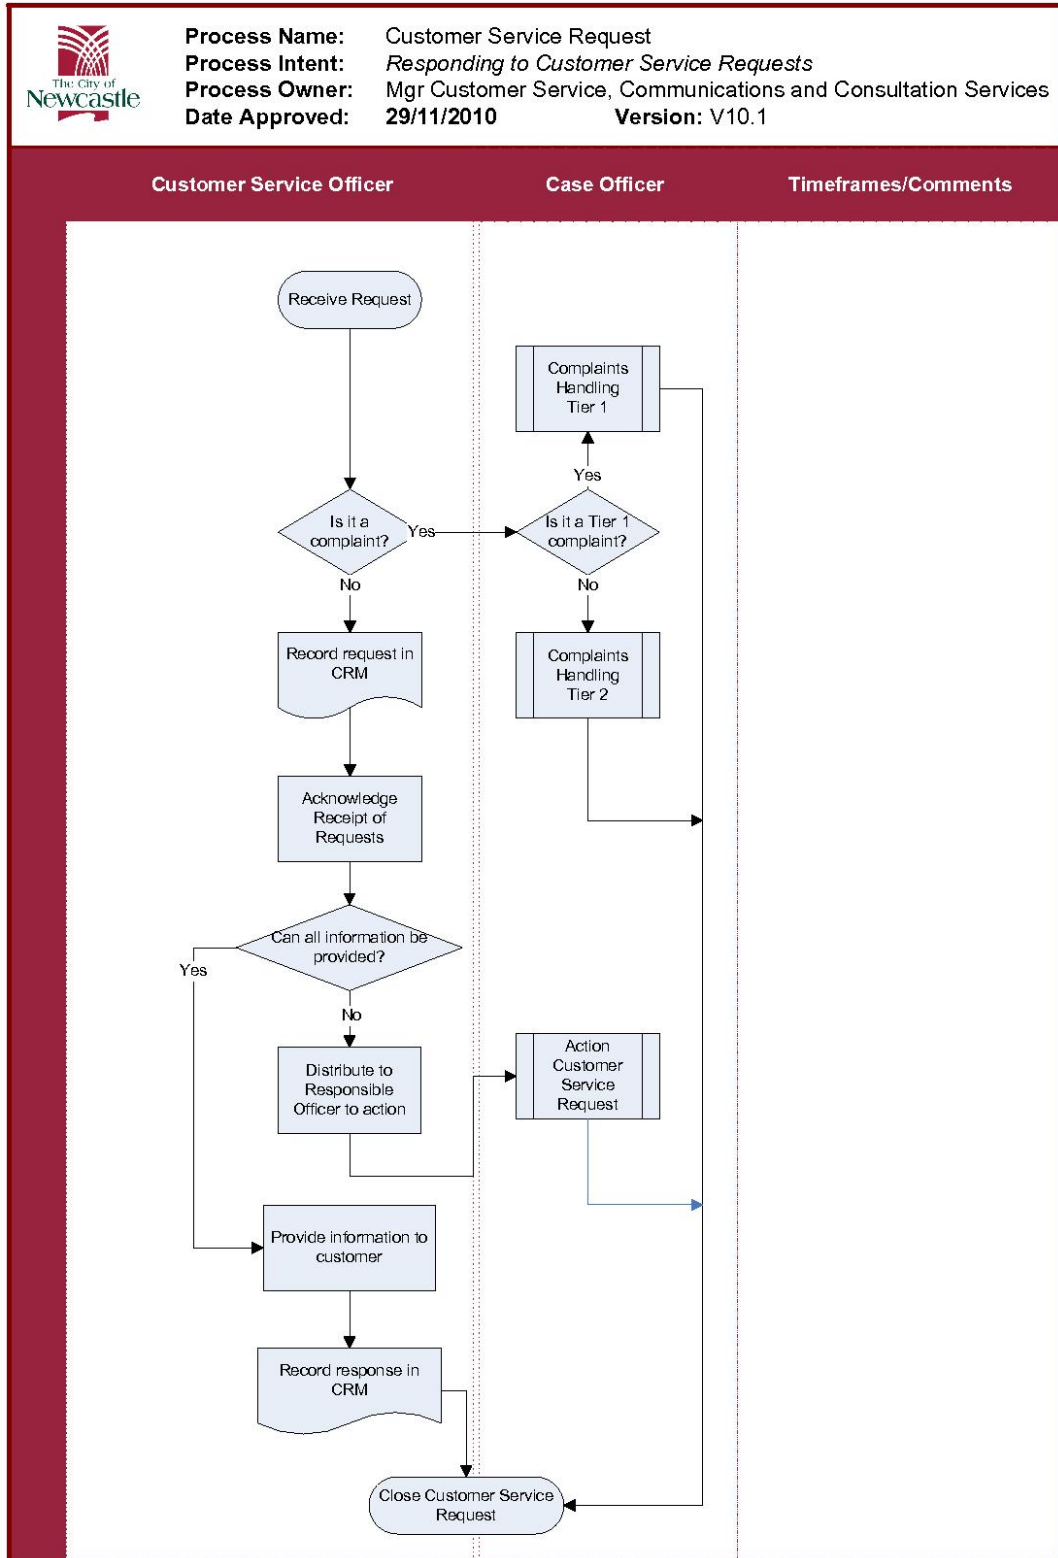 The City of
Newcastle
Process Name: Customer Service Request
Process Intent: Responding to Customer Service Requests
Process Owner: Mgr Customer Service, Communications and Consultation Services
Date Approved: 29/11/2010 Version: V10.1
Customer Service Officer Case Officer Timeframes/Comments
Receive Request
Complaints
Handling
Tier 1
Yes
Is it a
complaint?
Yes
Is it a Tier 1
complaint?
No
No
Record request in
CRM
Complaints
Handling
Tier 2
Acknowledge
Receipt of
Requests
Can all information be
provided?
Yes
No
Distribute to
Responsible
Officer to action
Action
Customer
Service
Request
Provide information to
customer
Record response in
CRM
Close Customer Service
Request